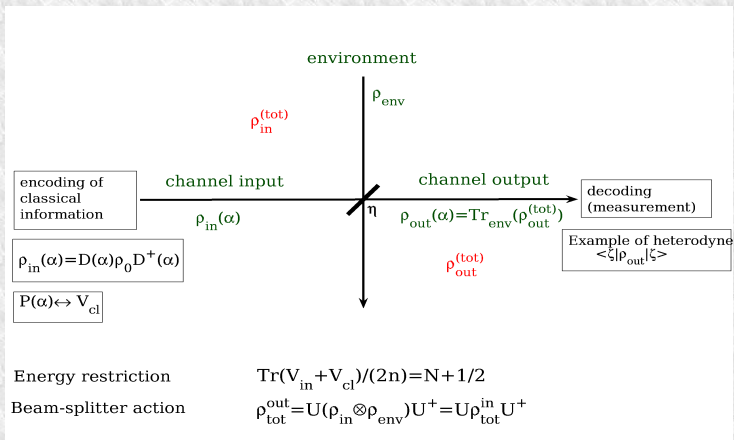 environment
ρenv
ρin(tot)
encoding of
classical
information
channel input
channel output
decoding
(measurement)
η
ρin(α)
ρout(α)=Trenv(ρout(tot))
Example of heterodyne
<ζ|ρout|ζ>
ρin(α)=D(α)ρ0D+(α)
ρout(tot)
P(α)↔ Vcl
Energy restriction
Tr(Vin+Vcl)/(2n)=N+1/2
Beam-splitter action
ρtotout=U(ρin⊗ρenv)U+=UρtotinU+